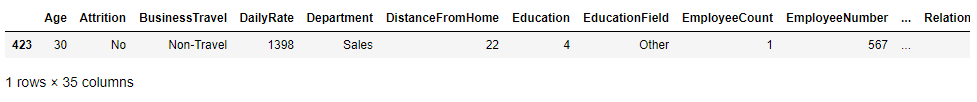 Age Attrition BusinessTravel DailyRate Department DistanceFromHome Education EducationField EmployeeCount EmployeeNumber ... Relation
423 30 No Non-Travel 1398 Sales 22 4 Other 1 567 ...
1 rows × 35 columns